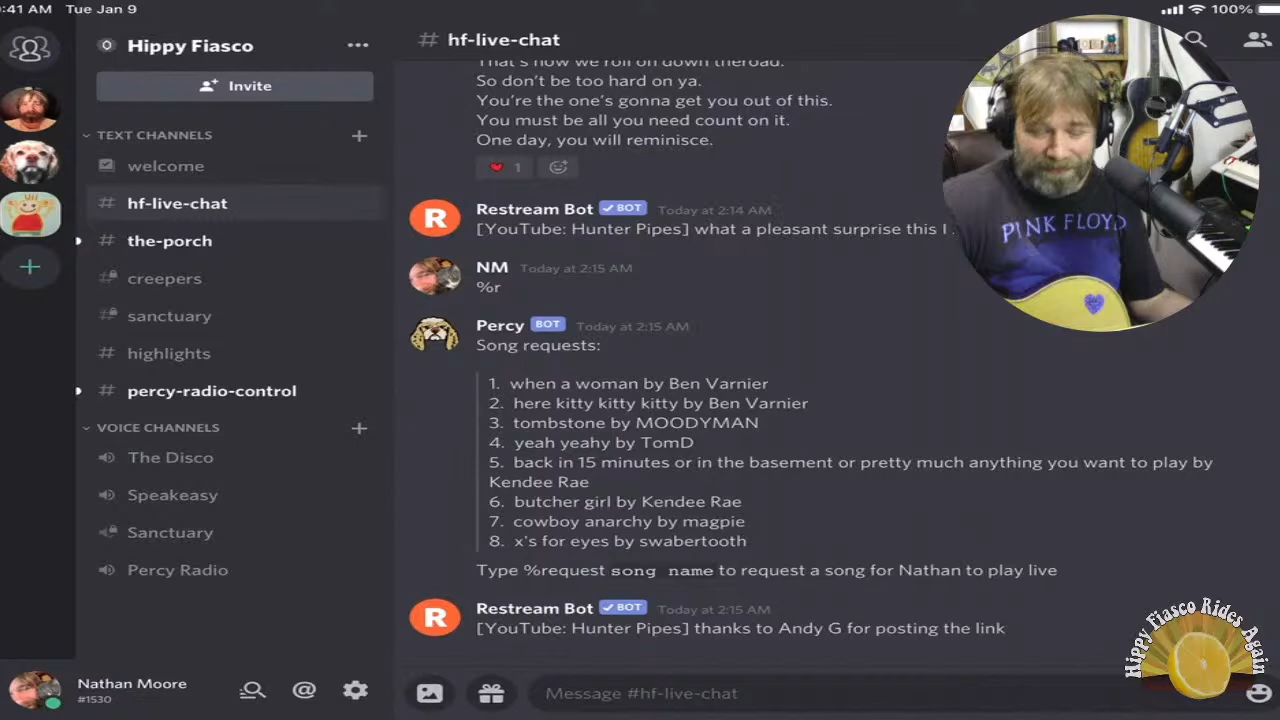 :41 AM Tue Jan 9
100%
Hippy Fiasco
Invite
TEXT CHANNELS
welcome
# hf-live-chat
# the-porch
creepers
sanctuary
# highlights
# percy-radio-control
VOICE CHANNELS
The Disco
Speakeasy
Sanctuary
Percy Radio
Nathan Moore
#1530
# hf-live-chat
That's how we roll on down theroad.
So don't be too hard on ya.
You're the one's gonna get you out of this.
You must be all you need count on it.
One day, you will reminisce.
1
R
Restream Bot ✓ BOT Today at 2:14 AM
[YouTube: Hunter Pipes] what a pleasant surprise this I
NM Today at 2:15 AM
%r
Percy BOT Today at 2:15 AM
Song requests:
1. when a woman by Ben Varnier
2. here kitty kitty kitty by Ben Varnier
3. tombstone by MOODYMAN
4. yeah yeahy by TomD
5. back in 15 minutes or in the basement or pretty much anything you want to play by
Kendee Rae
6. butcher girl by Kendee Rae
7. cowboy anarchy by magpie
8. x's for eyes by swabertooth
Type %request song name to request a song for Nathan to play live
R
Restream Bot ✓ BOT Today at 2:15 AM
[YouTube: Hunter Pipes] thanks to Andy G for posting the link
Message #hf-live-chat
PINK FLOYD
Hippy Fiasco Rides Again